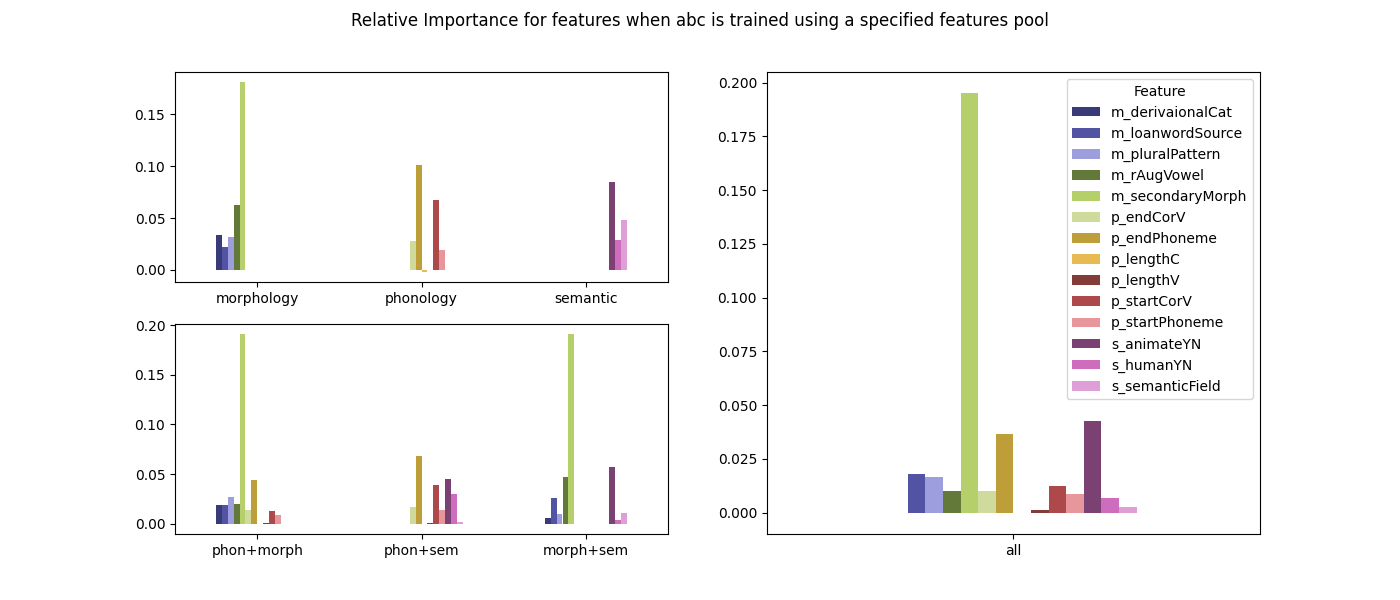 Relative Importance for features when abc is trained using a specified features pool
0.15
0.10
0.05
0.00
morphology phonology semantic
0.20
0.15
0.10
0.05
0.00
phon+morph phon+sem morph+sem
0.200
0.175
0.150
0.125
0.100
0.075
0.050
0.025
0.000
all
Feature
m_derivaionalCat
m_loanwordSource
m_pluralPattern
m_rAugVowel
m_secondaryMorph
p_endCorV
p_endPhoneme
p_lengthC
p_lengthV
p_startCorV
p_startPhoneme
s_animateYN
s_humanYN
s_semanticField